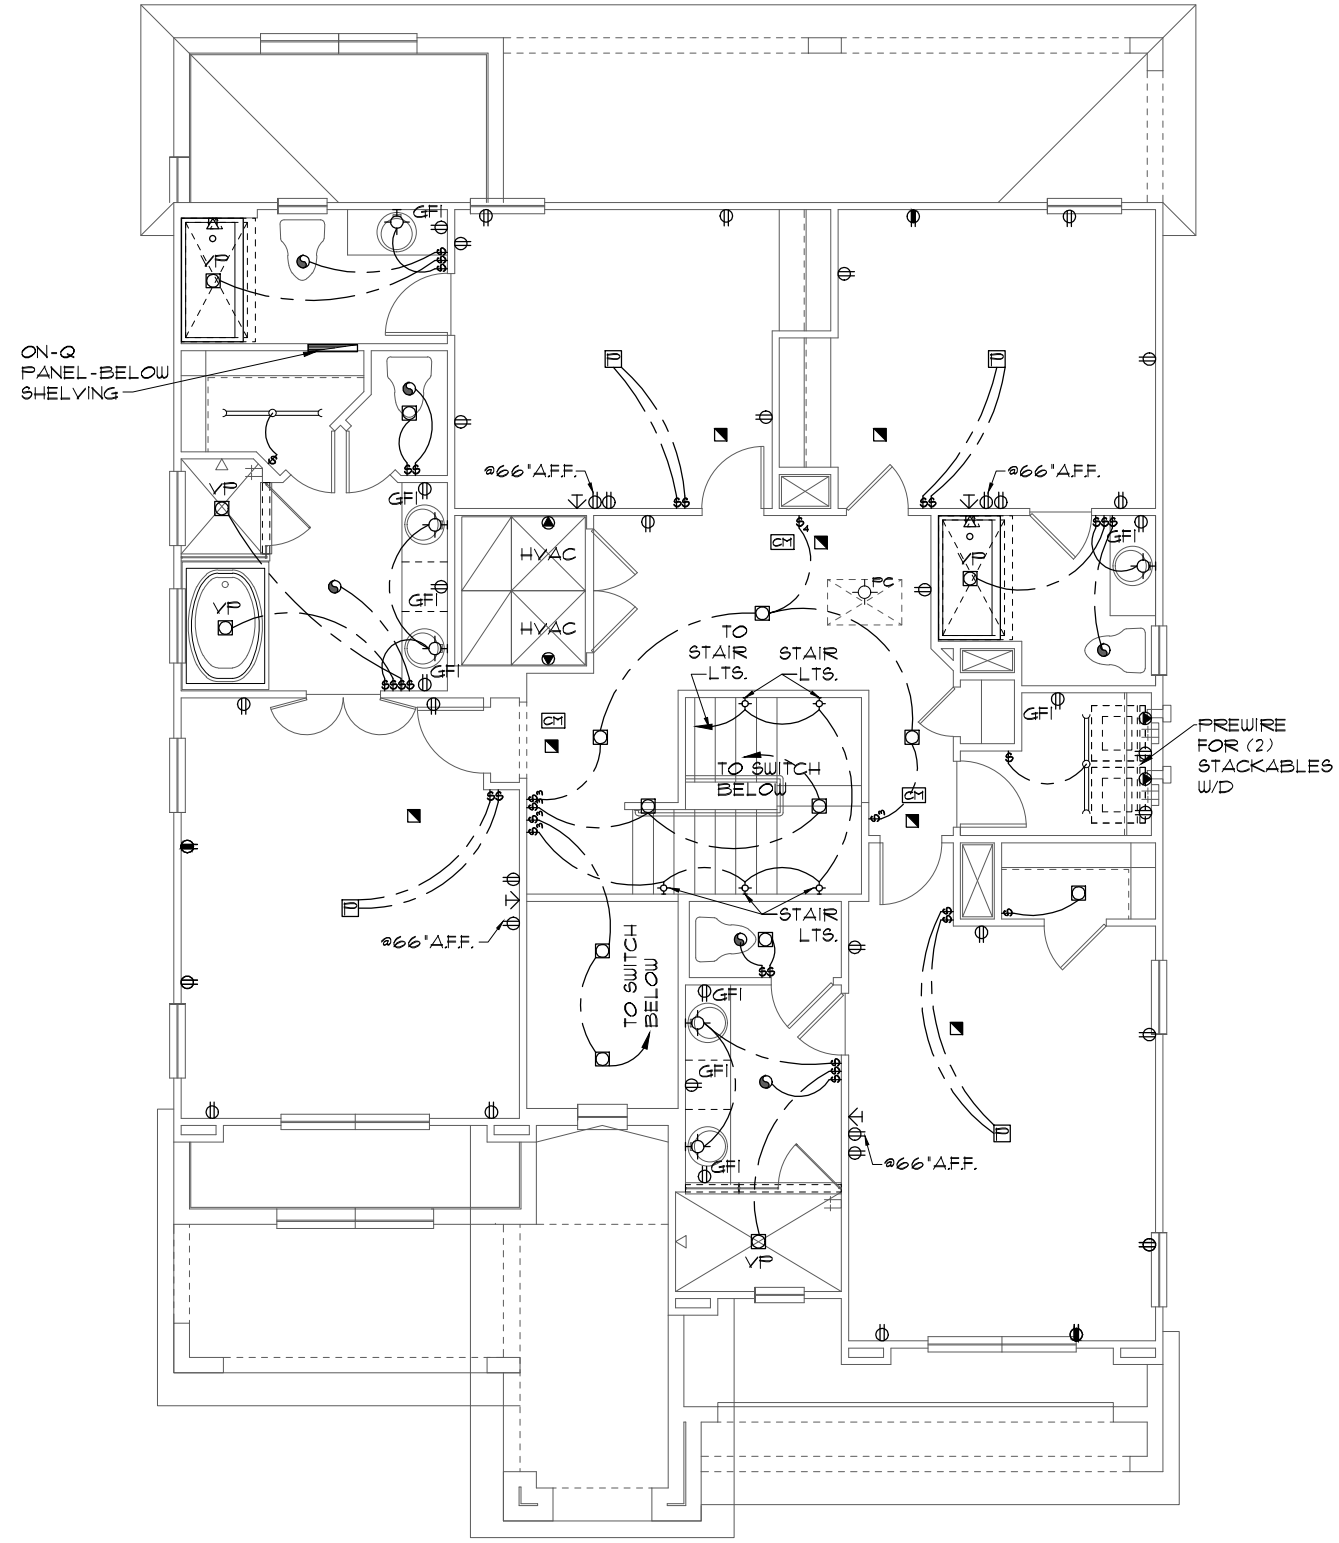 GFI
VP
ON-Q
PANEL-BELOW
SHELVING
@66"A.F.F.
@66"A.F.F.
VP
GFI
HVAC
CM
GFI
VP
PC
GFI
VP
HVAC
GFI
TO
STAIR
LTS.
STAIR
LTS.
GFI
CM
PREWIRE
FOR (2)
STACKABLES
W/D
TO SWITCH
BELOW
CM
@66"A.F.F.
STAIR
LTS.
TO SWITCH
BELOW
GFI
GFI
GFI
@66"A.F.F.
VP